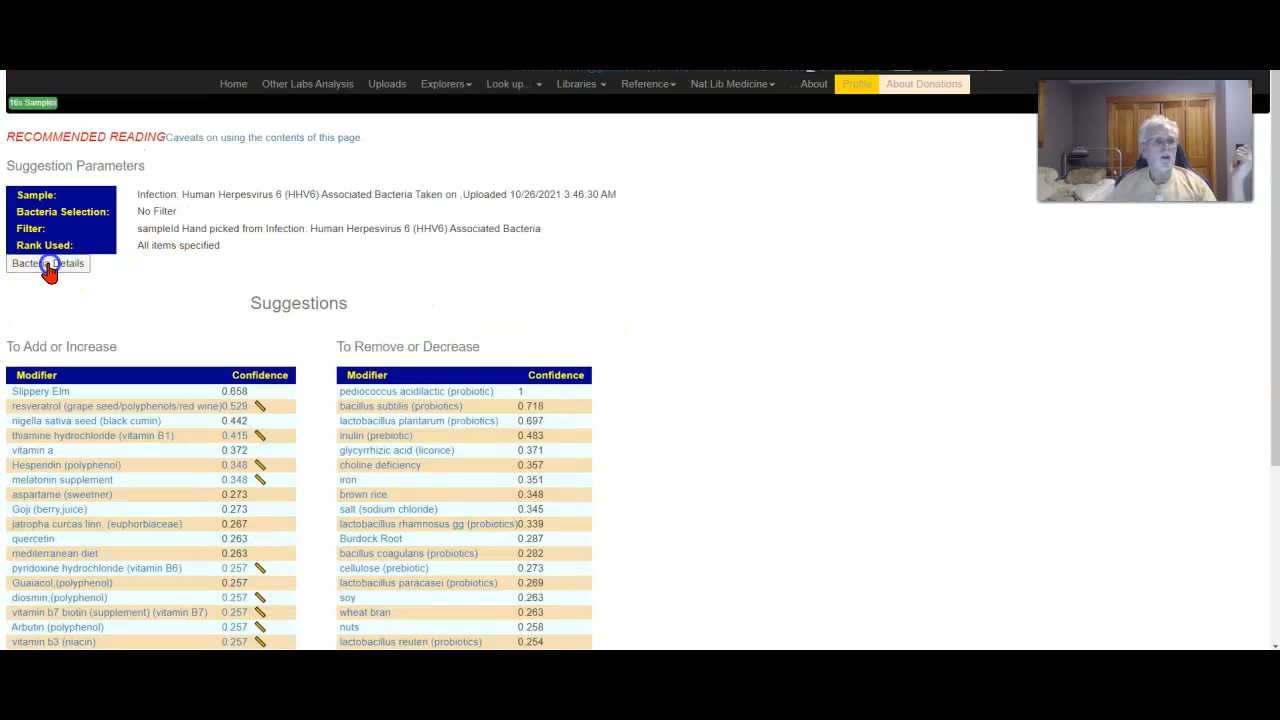 Home Other Labs Analysis Uploads Explorers Look up... Libraries Reference Nat.Lib.Medicine ... About Profile About Donations
16s Samples
RECOMMENDED READING Caveats on using the contents of this page.
Suggestion Parameters
Sample: Infection: Human Herpesvirus 6 (HHV6) Associated Bacteria Taken on ,Uploaded 10/26/2021 3:46:30 AM
Bacteria Selection: No Filter
Filter: sampleId Hand picked from Infection: Human Herpesvirus 6 (HHV6) Associated Bacteria
Rank Used: All items specified
Bacteria Details
Suggestions
To Add or Increase To Remove or Decrease
Modifier Confidence Modifier Confidence
Slippery Elm 0.658 pediococcus acidilactic (probiotic) 1
resveratrol (grape seed/polyphenols/red wine) 0.529 bacillus subtilis (probiotics) 0.718
nigella sativa seed (black cumin) 0.442 lactobacillus plantarum (probiotics) 0.697
thiamine hydrochloride (vitamin B1) 0.415 inulin (prebiotic) 0.483
vitamin a 0.372 glycyrrhizic acid (licorice) 0.371
Hesperidin (polyphenol) 0.348 choline deficiency 0.357
melatonin supplement 0.348 iron 0.351
aspartame (sweetner) 0.273 brown rice 0.348
Goji (berry,juice) 0.273 salt (sodium chloride) 0.345
jatropha curcas linn. (euphorbiaceae) 0.267 lactobacillus rhamnosus gg (probiotics) 0.339
quercetin 0.263 Burdock Root 0.287
mediterranean diet 0.263 bacillus coagulans (probiotics) 0.282
pyridoxine hydrochloride (vitamin B6) 0.257 cellulose (prebiotic) 0.273
Guaiacol,(polyphenol) 0.257 lactobacillus paracasei (probiotics) 0.269
diosmin,(polyphenol) 0.257 soy 0.263
vitamin b7 biotin (supplement) (vitamin B7) 0.257 wheat bran 0.263
Arbutin (polyphenol) 0.257 nuts 0.258
vitamin b3 (niacin) 0.257 lactobacillus reuteri (probiotics) 0.254